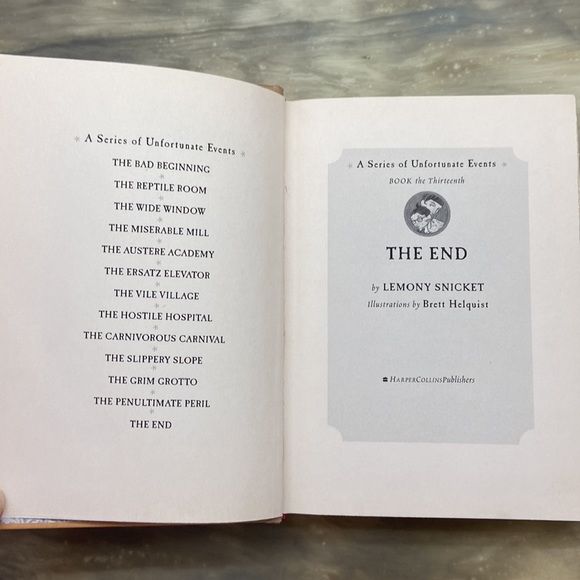 A Series of Unfortunate Events
THE BAD BEGINNING
THE REPTILE ROOM
THE WIDE WINDOW
THE MISERABLE MILL
THE AUSTERE ACADEMY
THE ERSATZ ELEVATOR
THE VILE VILLAGE
THE HOSTILE HOSPITAL
THE CARNIVOROUS CARNIVAL
THE SLIPPERY SLOPE
THE GRIM GROTTO
THE PENULTIMATE PERIL
THE END
A Series of Unfortunate Events
BOOK the Thirteenth
THE END
by LEMONY SNICKET
Illustrations by Brett Helquist
HARPERCOLLINSPublishers